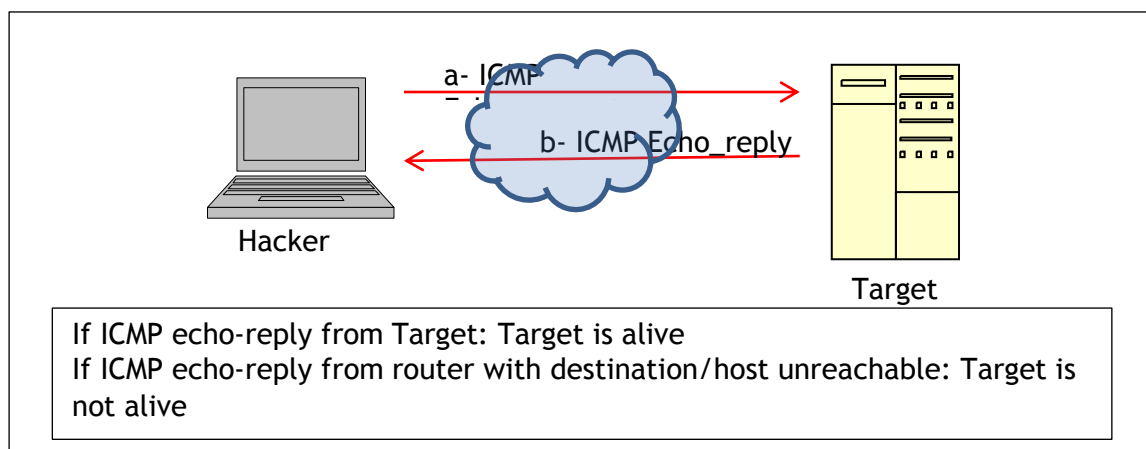 a- ICMP
b- ICMP Echo_reply
Hacker
Target
If ICMP echo-reply from Target: Target is alive
If ICMP echo-reply from router with destination/host unreachable: Target is
not alive